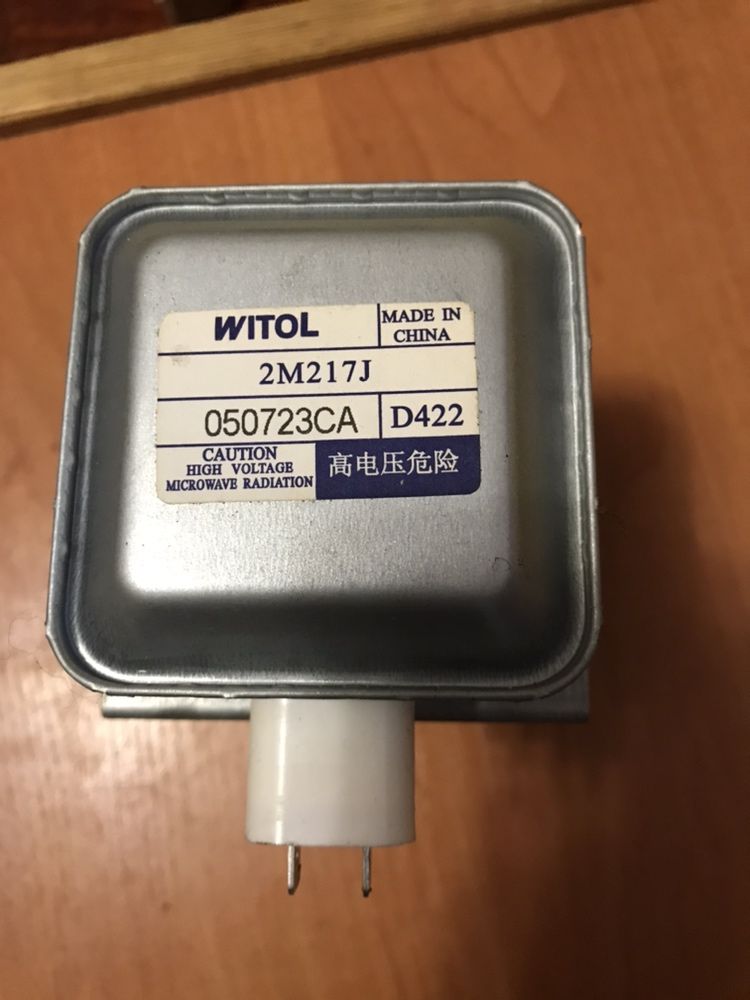 WITOL
MADE IN
CHINA
2M217J
050723CA
D422
CAUTION
HIGH VOLTAGE
MICROWAVE RADIATION
高电压危险